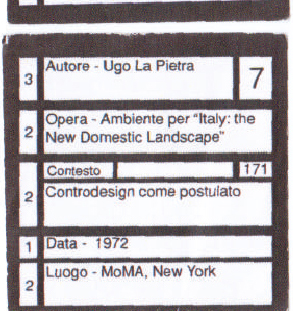 3 Autore - Ugo La Pietra 7
2 Opera - Ambiente per "Italy: the
New Domestic Landscape"
Contesto 171
2 Controdesign come postulato
1 Data - 1972
2 Luogo - MoMA, New York